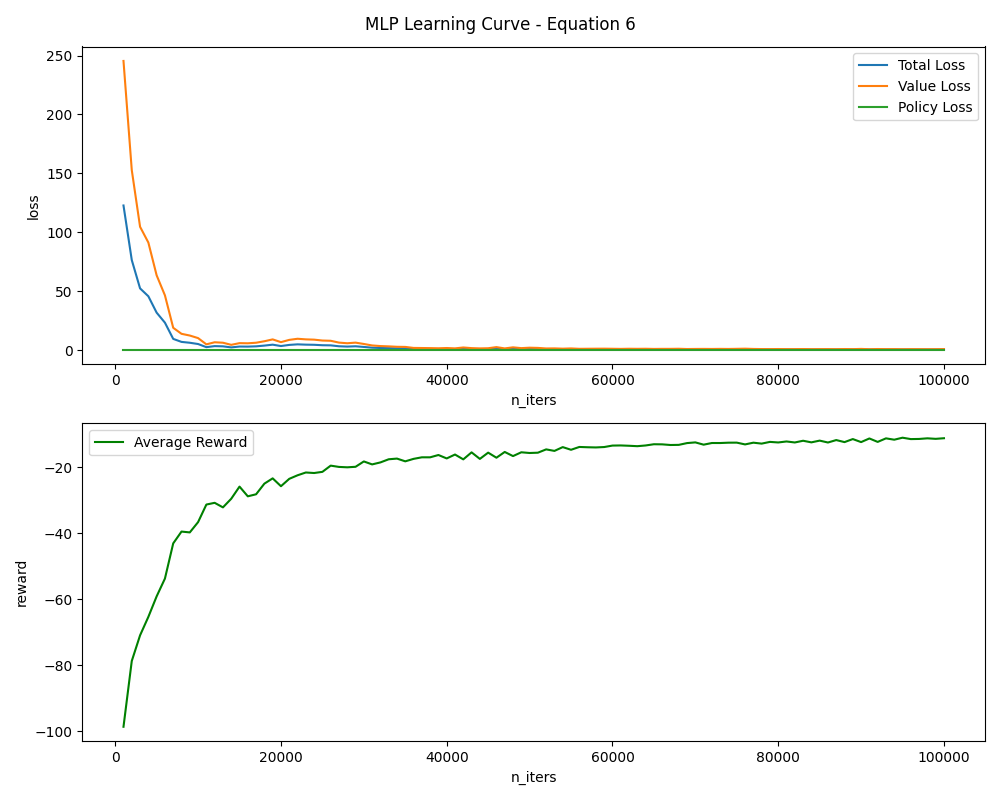 MLP Learning Curve - Equation 6
250
200
150
100
50
0
loss
Total Loss
Value Loss
Policy Loss
0 20000 40000 60000 80000 100000
n_iters
Average Reward
−20
−40
−60
−80
−100
reward
0 20000 40000 60000 80000 100000
n_iters